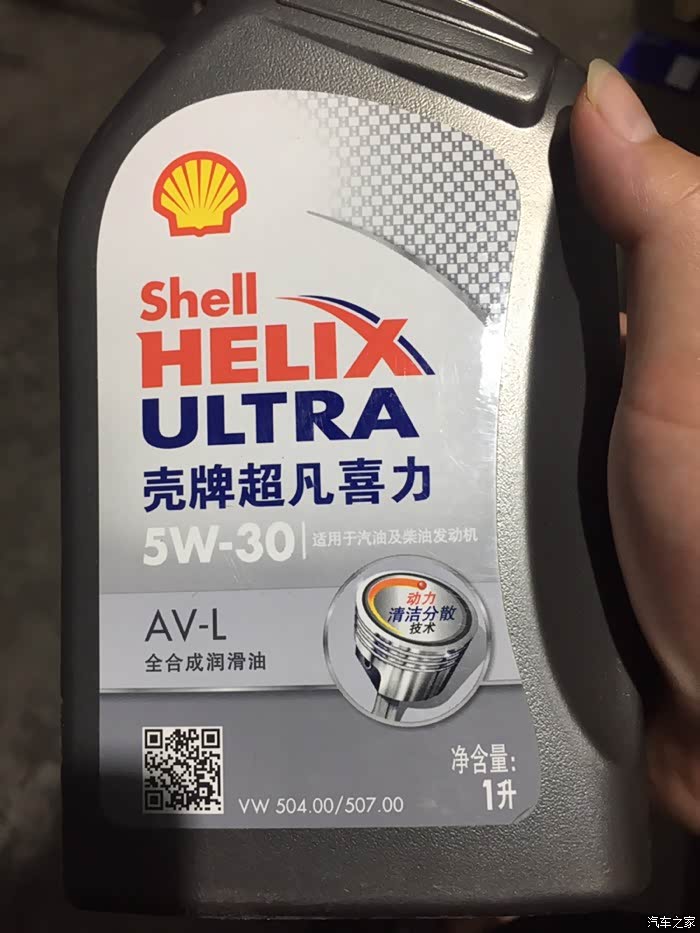 Shell
HELIX
ULTRA
壳牌超凡喜力
5W-30 适用于汽油及柴油发动机
动力
清洁分散
技术
AV-L
全合成润滑油
净含量:
1升
VW 504.00/507.00
汽车之家